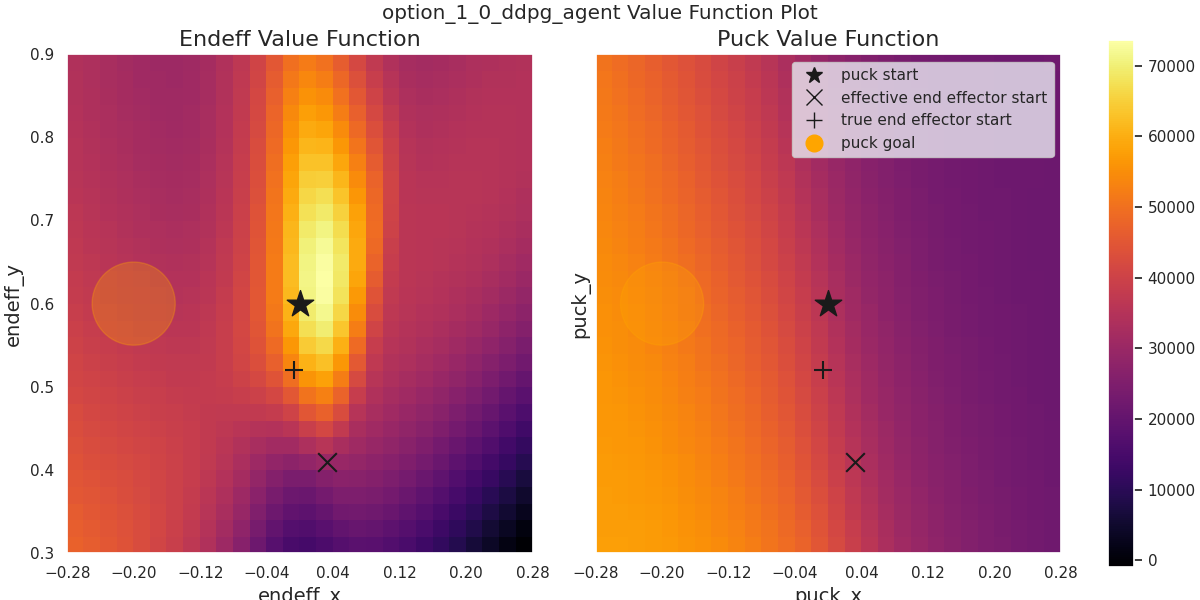 option_1_0_ddpg_agent Value Function Plot
Endeff Value Function
Puck Value Function
0.9
0.8
0.7
0.6
0.5
0.4
0.3
endeff_y
−0.28 −0.20 −0.12 −0.04 0.04 0.12 0.20 0.28
endeff_x
puck_y
puck start
effective end effector start
true end effector start
puck goal
−0.28 −0.20 −0.12 −0.04 0.04 0.12 0.20 0.28
puck_x
70000
60000
50000
40000
30000
20000
10000
0